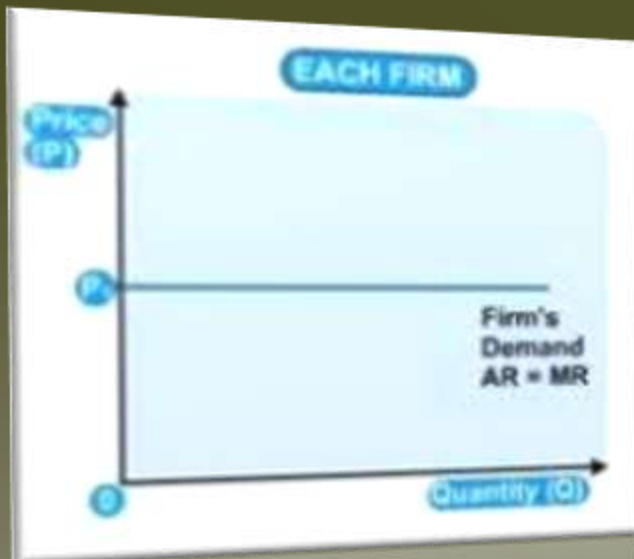 EACH FIRM
Price
(P)
Firm's
Demand
AR = MR
0
Quantity (Q)